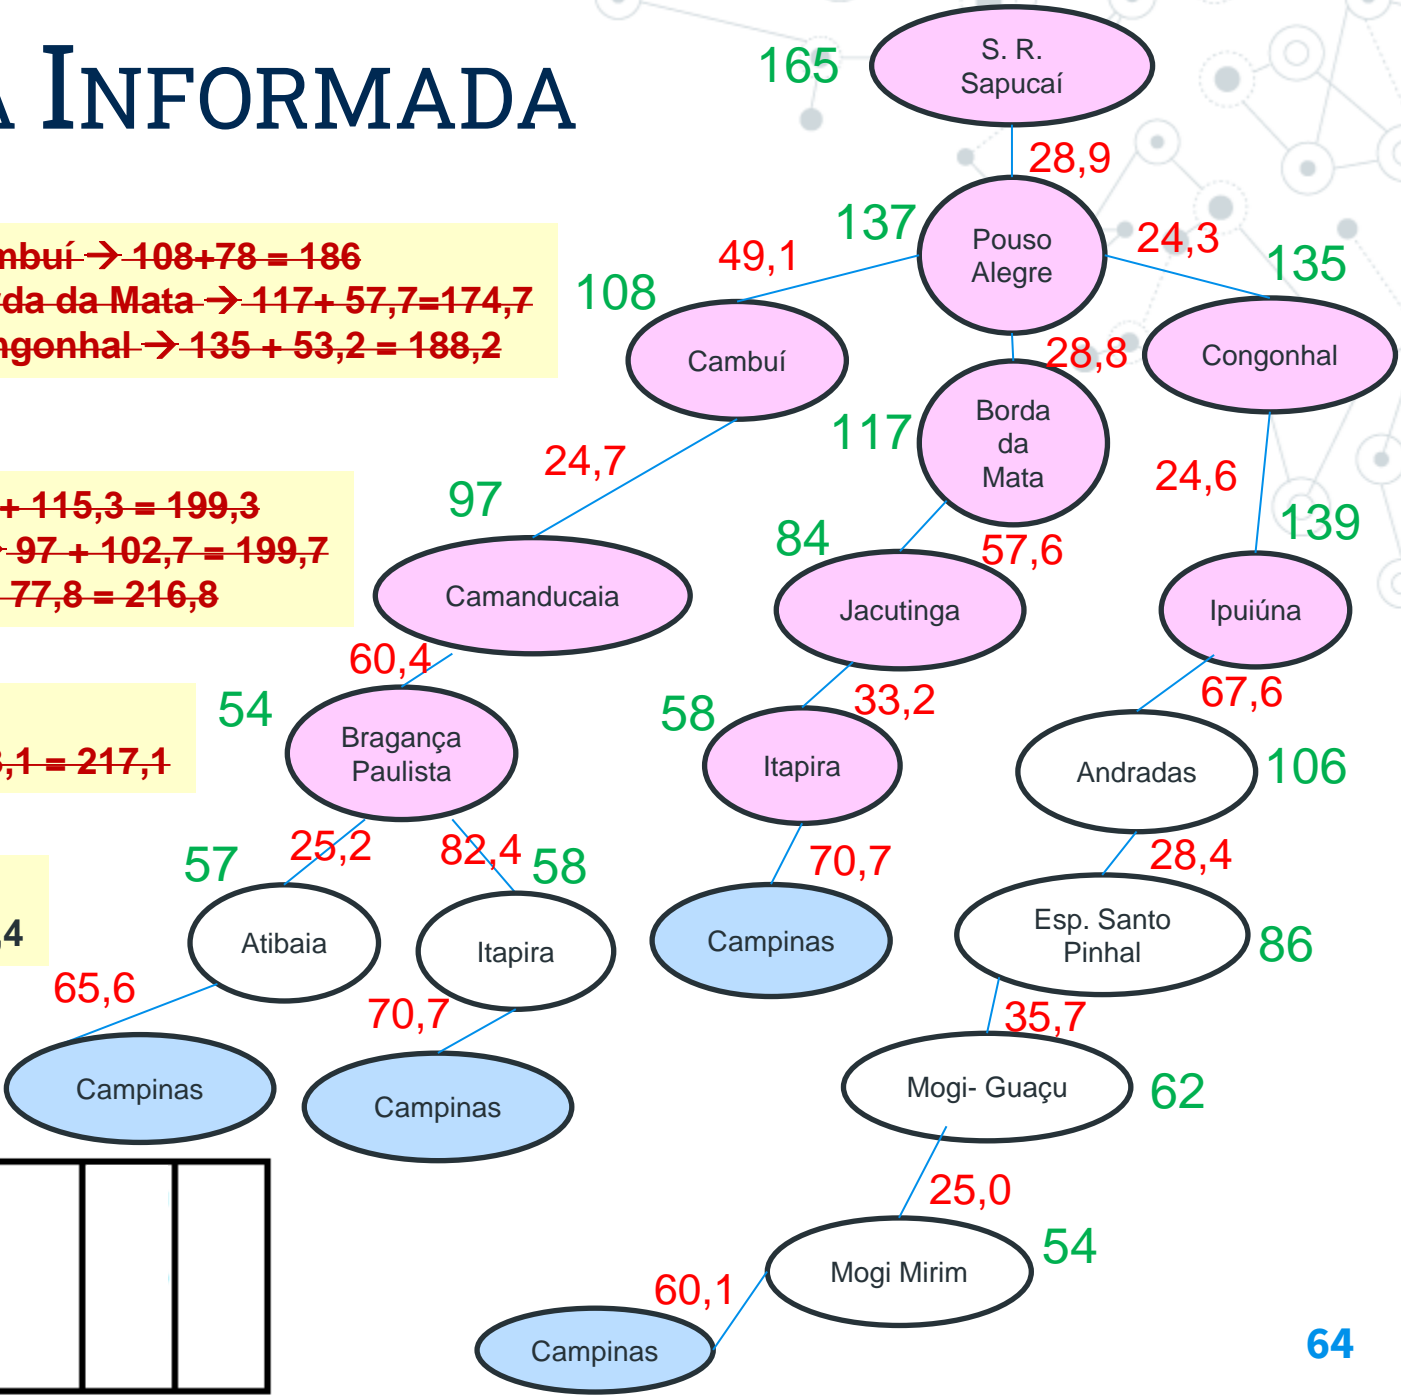 A INFORMADA
165
S. R.
Sapucaí
28,9
137
Pouso
Alegre
49,1
24,3
108
135
mbuí → 108+78 = 186
rda da Mata → 117+ 57,7=174,7
ngonhal → 135 + 53,2 = 188,2
Cambuí
28,8
Congonhal
117
Borda
da
Mata
24,7
24,6
97
139
+ 115,3 = 199,3
97 + 102,7 = 199,7
77,8 = 216,8
84
57,6
Camanducaia
Jacutinga
Ipuiúna
60,4
33,2
67,6
54
58
3,1 = 217,1
Bragança
Paulista
Itapira
Andradas
106
57
25,2
82,4
58
70,7
28,4
,4
Atibaia
Itapira
Campinas
Esp. Santo
Pinhal
86
65,6
70,7
35,7
Campinas
Campinas
Mogi- Guaçu
62
25,0
Mogi Mirim
54
60,1
Campinas
64